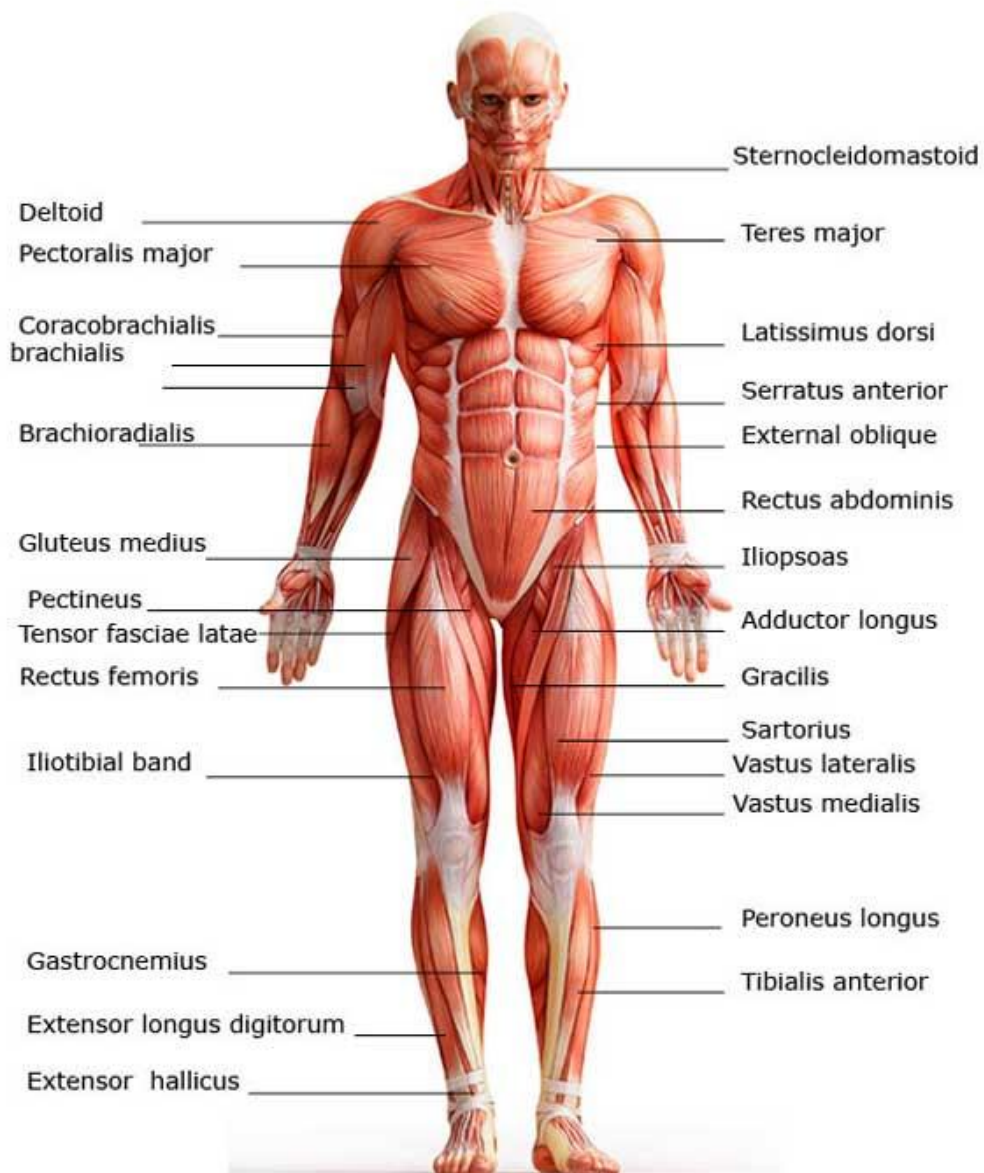 Sternocleidomastoid
Deltoid
Teres major
Pectoralis major
Coracobrachialis
brachialis
Latissimus dorsi
Serratus anterior
Brachioradialis
External oblique
Rectus abdominis
Gluteus medius
Iliopsoas
Pectineus
Adductor longus
Tensor fasciae latae
Rectus femoris
Gracilis
Sartorius
Iliotibial band
Vastus lateralis
Vastus medialis
Peroneus longus
Gastrocnemius
Tibialis anterior
Extensor longus digitorum
Extensor hallicus